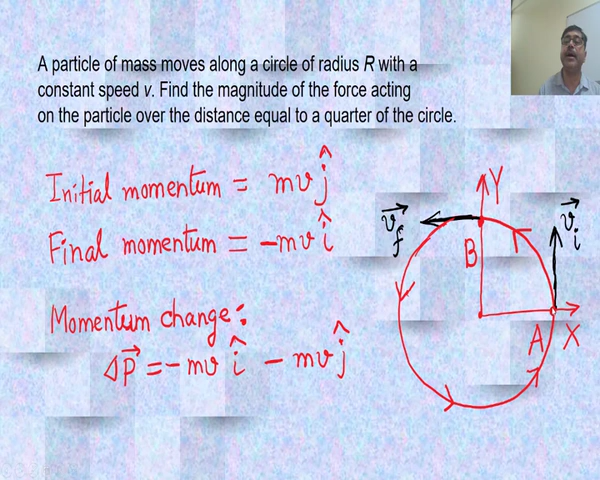 A particle of mass moves along a circle of radius R with a
constant speed v. Find the magnitude of the force acting
on the particle over the distance equal to a quarter of the circle.
Initial momentum = mv ĵ
Final momentum = -mv î
Momentum change:
Δp⃗ = -mv î - mv ĵ
Y
v⃗f
v⃗i
B
A
X